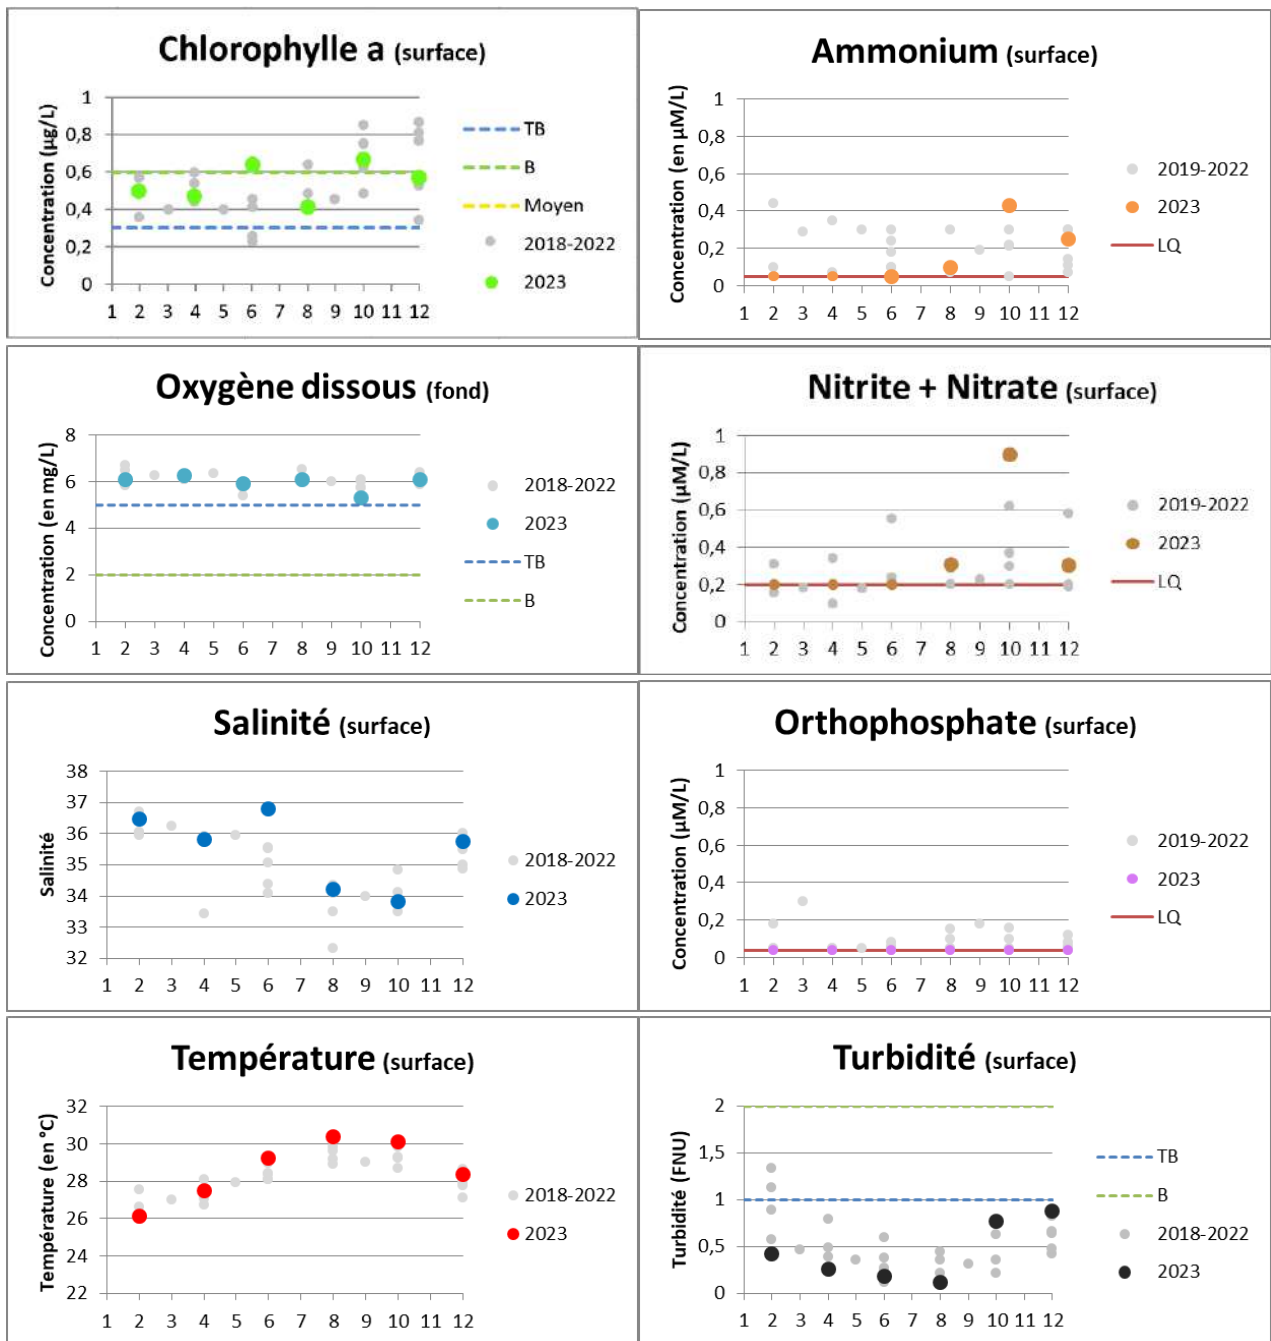 Chlorophylle a (surface)
Concentration (µg/L)
1
0,8
0,6
0,4
0,2
0
1 2 3 4 5 6 7 8 9 10 11 12
TB
B
Moyen
2018-2022
2023
Ammonium (surface)
Concentration (en µM/L)
1
0,8
0,6
0,4
0,2
0
1 2 3 4 5 6 7 8 9 10 11 12
2019-2022
2023
LQ
Oxygène dissous (fond)
Concentration (en mg/L)
8
6
4
2
0
1 2 3 4 5 6 7 8 9 10 11 12
2018-2022
2023
TB
B
Nitrite + Nitrate (surface)
Concentration (µM/L)
1
0,8
0,6
0,4
0,2
0
1 2 3 4 5 6 7 8 9 10 11 12
2019-2022
2023
LQ
Salinité (surface)
Salinité
38
37
36
35
34
33
32
1 2 3 4 5 6 7 8 9 10 11 12
2018-2022
2023
Orthophosphate (surface)
Concentration (µM/L)
1
0,8
0,6
0,4
0,2
0
1 2 3 4 5 6 7 8 9 10 11 12
2019-2022
2023
LQ
Température (surface)
Température (en °C)
32
30
28
26
24
22
1 2 3 4 5 6 7 8 9 10 11 12
2018-2022
2023
Turbidité (surface)
Turbidité (FNU)
2
1,5
1
0,5
0
1 2 3 4 5 6 7 8 9 10 11 12
TB
B
2018-2022
2023